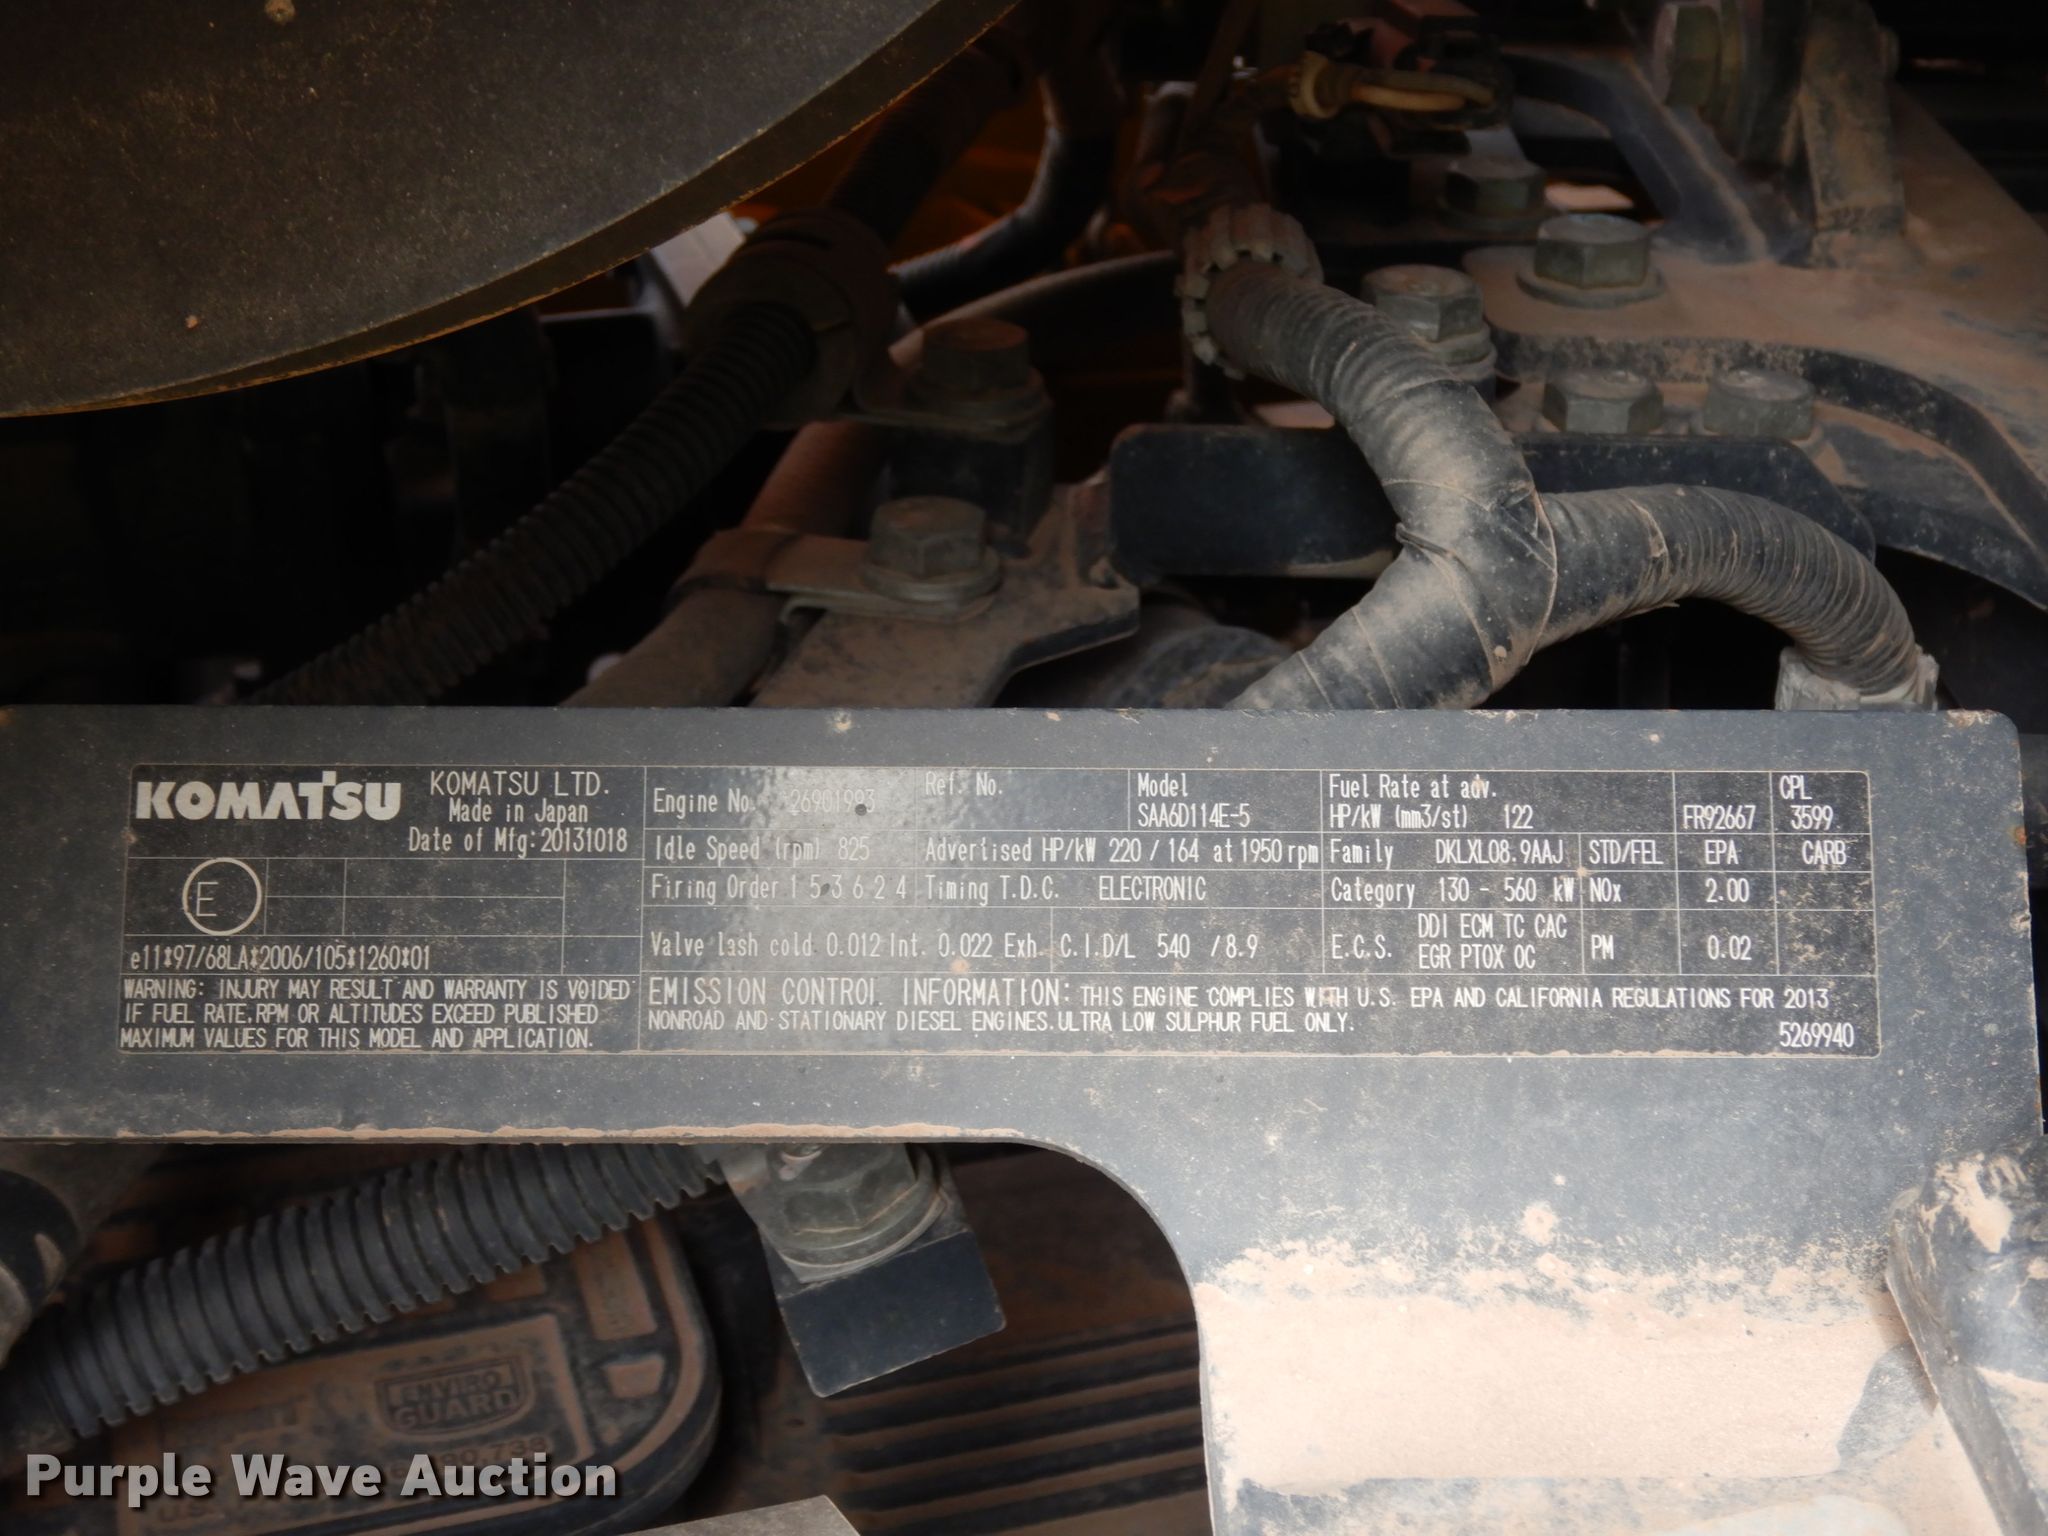 KOMATSU KOMATSU LTD.
Made in Japan
Date of Mfg:20131018
E
e11*97/68LA*2006/105*1260*01
WARNING: INJURY MAY RESULT AND WARRANTY IS VOIDED
IF FUEL RATE,RPM OR ALTITUDES EXCEED PUBLISHED
MAXIMUM VALUES FOR THIS MODEL AND APPLICATION.
Engine No. 26901993
Ref. No.
Model
SAA6D114E-5
Fuel Rate at adv.
HP/kW (mm3/st) 122
FR92667
CPL
3599
Idle Speed (rpm) 825
Advertised HP/kW 220 / 164 at 1950 rpm
Family DKLXL08.9AAJ
STD/FEL EPA CARB
Firing Order 1 5 3 6 2 4
Timing T.D.C. ELECTRONIC
Category 130 - 560 kW
NOx 2.00
Valve lash cold 0.012 Int. 0.022 Exh.
C.I.D/L 540 / 8.9
E.C.S. DDI ECM TC CAC
EGR PTOX OC
PM 0.02
EMISSION CONTROL INFORMATION: THIS ENGINE COMPLIES WITH U.S. EPA AND CALIFORNIA REGULATIONS FOR 2013
NONROAD AND STATIONARY DIESEL ENGINES.ULTRA LOW SULPHUR FUEL ONLY.
5269940
ENVIRO
GUARD
Purple Wave Auction